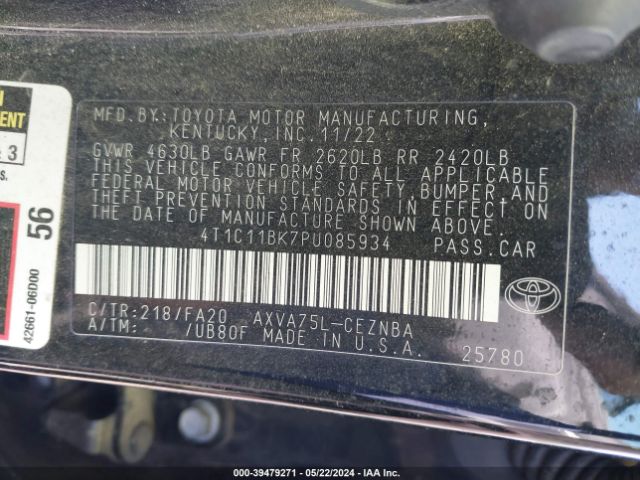 MFD.BY:TOYOTA MOTOR MANUFACTURING,
KENTUCKY,INC.11/22
GVWR 4630LB GAWR FR 2620LB RR 2420LB
THIS VEHICLE CONFORMS TO ALL APPLICABLE
FEDERAL MOTOR VEHICLE SAFETY, BUMPER,AND
THEFT PREVENTION STANDARDS IN EFFECT ON
THE DATE OF MANUFACTURE SHOWN ABOVE.
4T1C11BK7PU085934 PASS.CAR
C/TR:218/FA20 AXVA75L-CEZNBA
A/TM: /UB80F MADE IN U.S.A. 25780
3
s.
56
42661-06D00
000-39479271 - 05/22/2024 - IAA Inc.